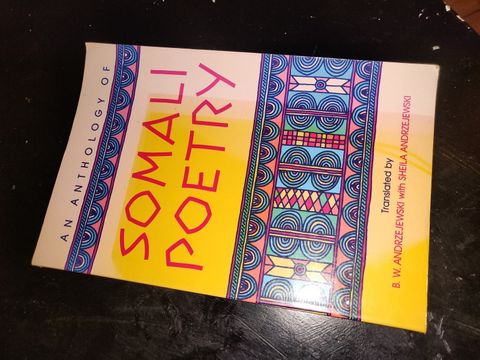 AN ANTHOLOGY OF
SOMALI
POETRY
Translated by
B. W. ANDRZEJEWSKI with SHEILA ANDRZEJEWSKI